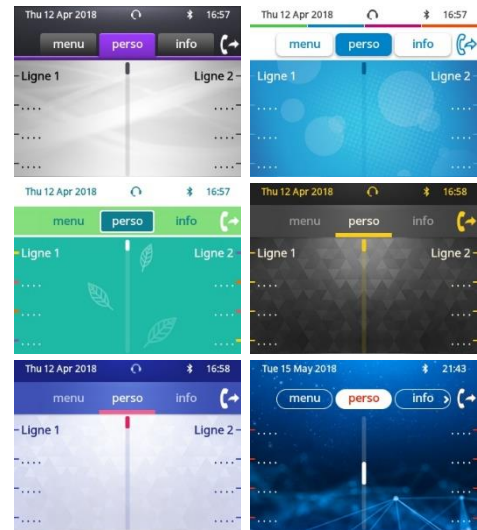 Thu 12 Apr 2018 16:57
menu perso info
Ligne 1 Ligne 2
....  ....
....  ....
....  ....
Thu 12 Apr 2018 16:57
menu perso info
Ligne 1 Ligne 2
....  ....
....  ....
....  ....
Thu 12 Apr 2018 16:57
menu perso info
Ligne 1 Ligne 2
....  ....
....  ....
....  ....
Thu 12 Apr 2018 16:58
menu perso info
Ligne 1 Ligne 2
....  ....
....  ....
....  ....
Thu 12 Apr 2018 16:58
menu perso info
Ligne 1 Ligne 2
....  ....
....  ....
....  ....
Tue 15 May 2018 21:43
menu perso info
....  ....
....  ....
....  ....
....  ....